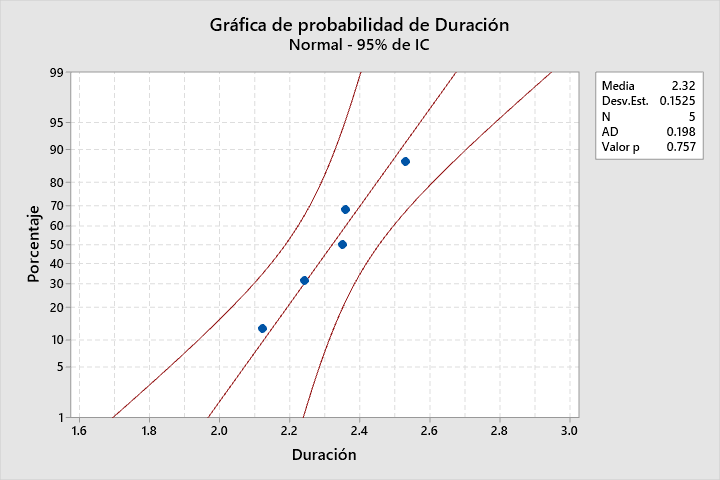 Gráfica de probabilidad de Duración
Normal - 95% de IC
99
95
90
80
70
60
50
40
30
20
10
5
1
Porcentaje
1.6 1.8 2.0 2.2 2.4 2.6 2.8 3.0
Duración
Media 2.32
Desv.Est. 0.1525
N 5
AD 0.198
Valor p 0.757